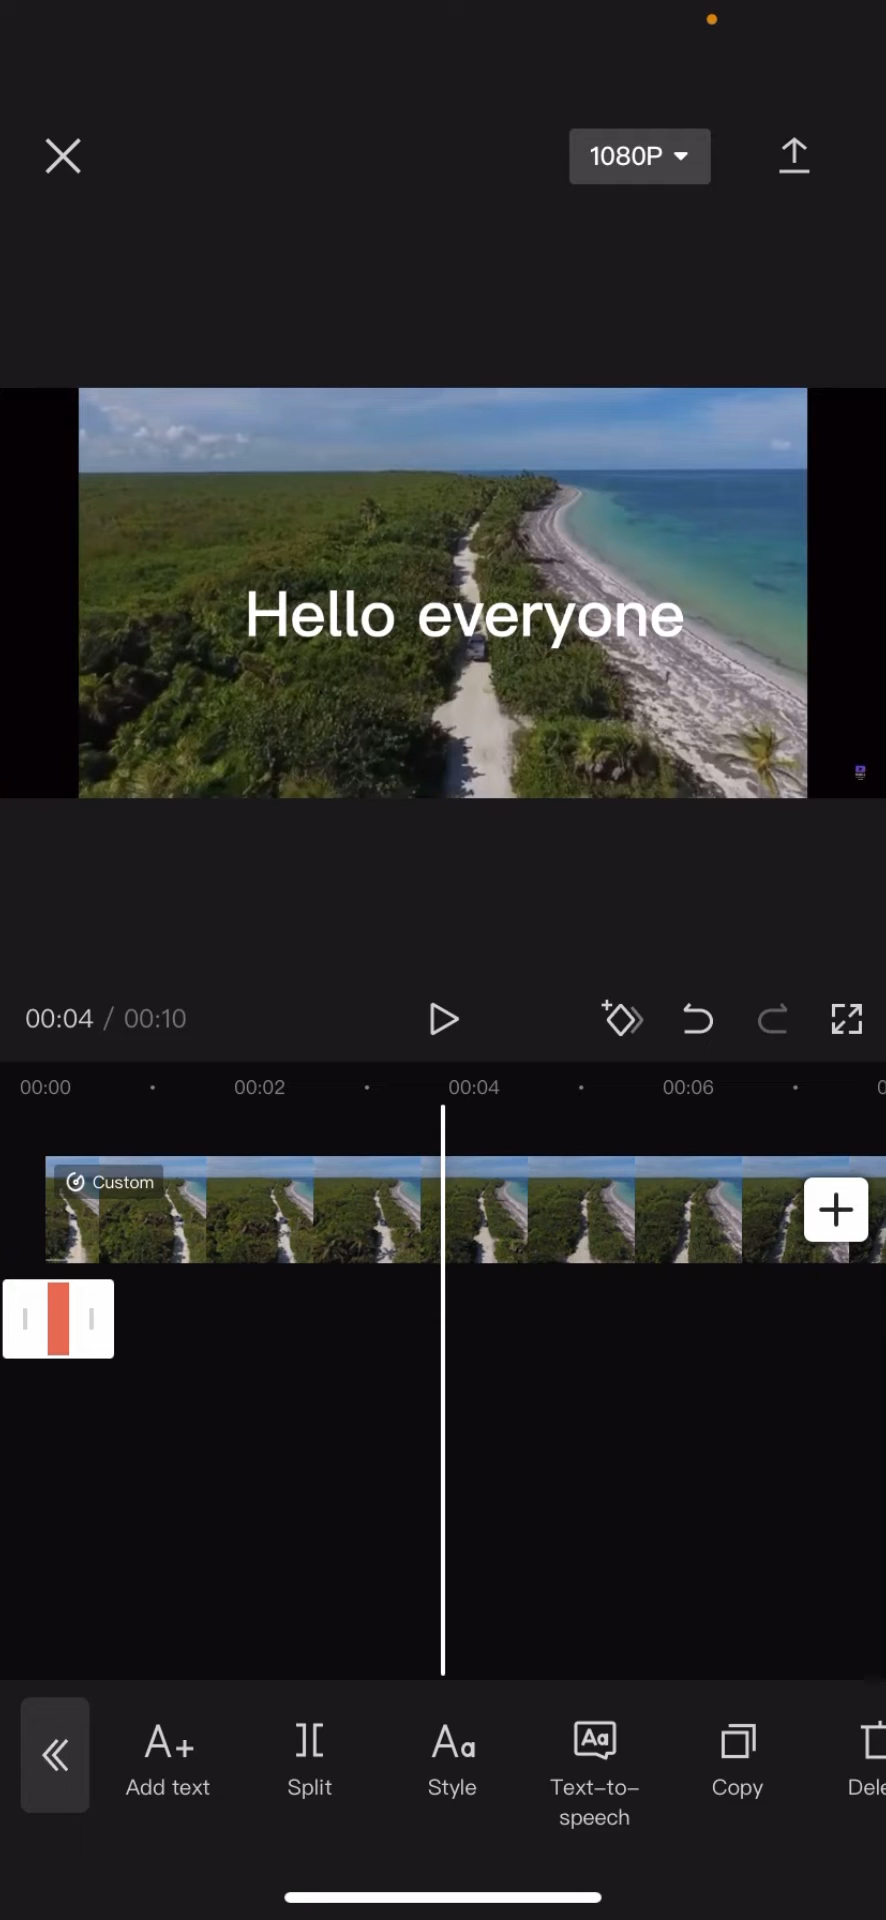 1080P
Hello everyone
00:04 / 00:10
00:00 00:02 00:04 00:06
Custom
Add text
Split
Style
Text-to-
speech
Copy
Dele